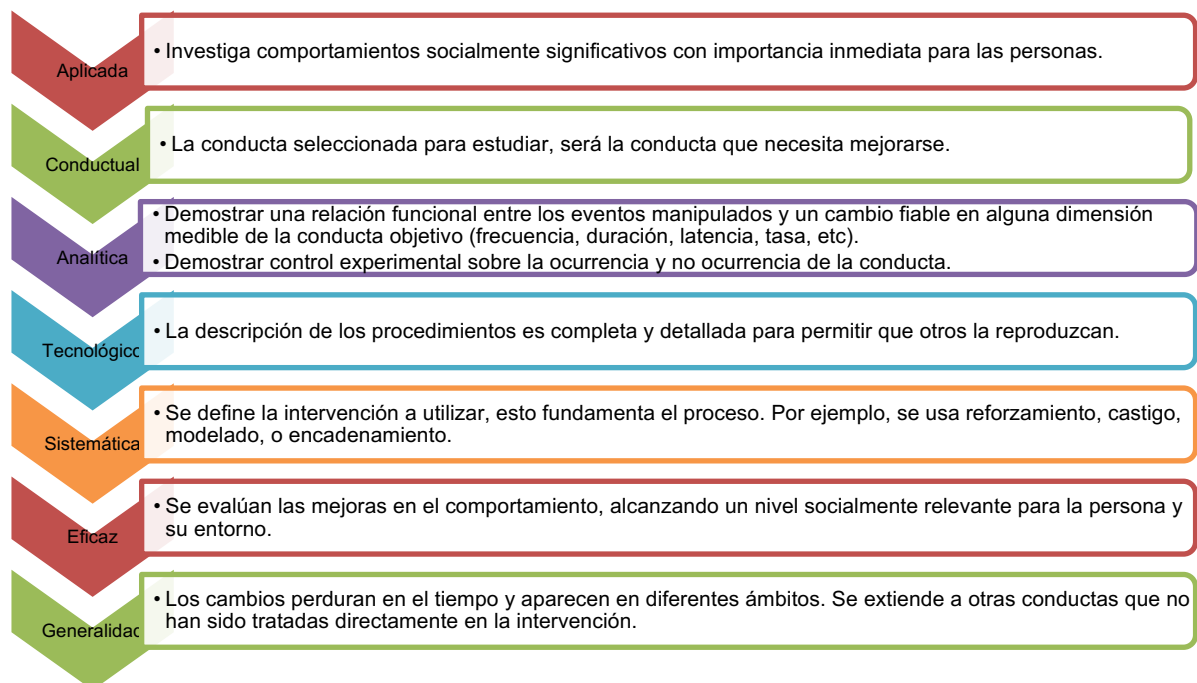 Aplicada
• Investiga comportamientos socialmente significativos con importancia inmediata para las personas.
Conductual
• La conducta seleccionada para estudiar, será la conducta que necesita mejorarse.
Analítica
• Demostrar una relación funcional entre los eventos manipulados y un cambio fiable en alguna dimensión
medible de la conducta objetivo (frecuencia, duración, latencia, tasa, etc).
• Demostrar control experimental sobre la ocurrencia y no ocurrencia de la conducta.
Tecnológico
• La descripción de los procedimientos es completa y detallada para permitir que otros la reproduzcan.
Sistemática
• Se define la intervención a utilizar, esto fundamenta el proceso. Por ejemplo, se usa reforzamiento, castigo,
modelado, o encadenamiento.
Eficaz
• Se evalúan las mejoras en el comportamiento, alcanzando un nivel socialmente relevante para la persona y
su entorno.
Generalidad
• Los cambios perduran en el tiempo y aparecen en diferentes ámbitos. Se extiende a otras conductas que no
han sido tratadas directamente en la intervención.